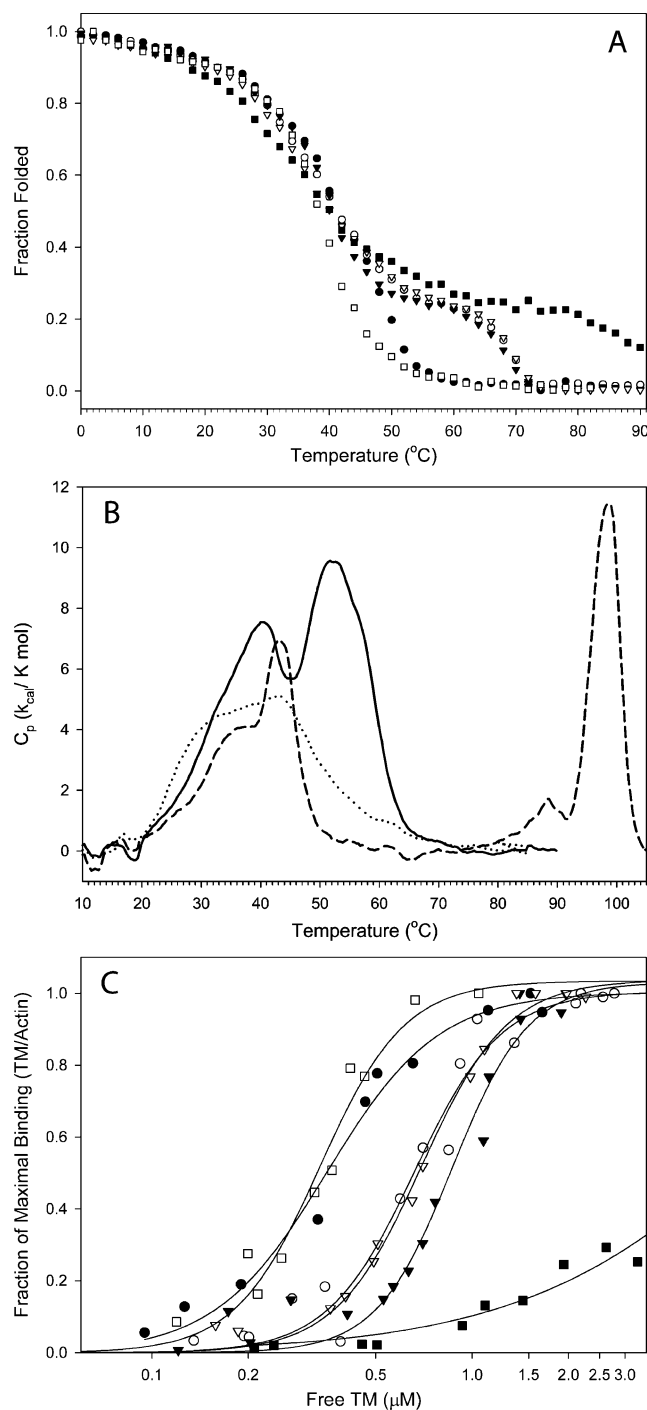 A
1.0
0.8
0.6
0.4
0.2
0.0
Fraction Folded
0 10 20 30 40 50 60 70 80 90
Temperature (°C)
B
12
10
8
6
4
2
0
Cp (kcal/ K mol)
10 20 30 40 50 60 70 80 90 100
Temperature (°C)
C
1.0
0.8
0.6
0.4
0.2
0.0
Fraction of Maximal Binding (TM/Actin)
0.1 0.2 0.5 1.0 1.5 2.0 2.5 3.0
Free TM (μM)